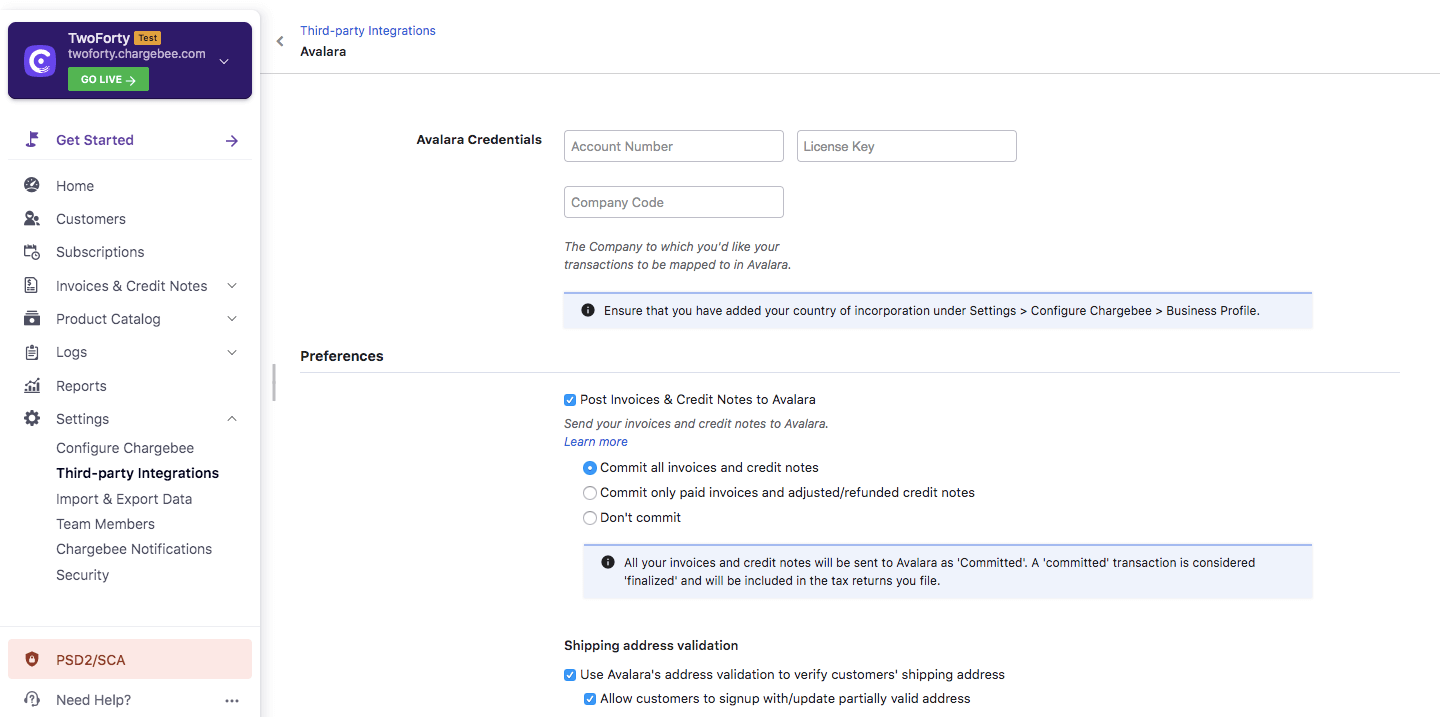 TwoForty Test
twoforty.chargebee.com
GO LIVE
Get Started
Home
Customers
Subscriptions
Invoices & Credit Notes
Product Catalog
Logs
Reports
Settings
Configure Chargebee
Third-party Integrations
Import & Export Data
Team Members
Chargebee Notifications
Security
PSD2/SCA
Need Help?
Third-party Integrations
Avalara
Avalara Credentials
Account Number
License Key
Company Code
The Company to which you'd like your
transactions to be mapped to in Avalara.
Ensure that you have added your country of incorporation under Settings > Configure Chargebee > Business Profile.
Preferences
Post Invoices & Credit Notes to Avalara
Send your invoices and credit notes to Avalara.
Learn more
Commit all invoices and credit notes
Commit only paid invoices and adjusted/refunded credit notes
Don't commit
All your invoices and credit notes will be sent to Avalara as 'Committed'. A 'committed' transaction is considered
'finalized' and will be included in the tax returns you file.
Shipping address validation
Use Avalara's address validation to verify customers' shipping address
Allow customers to signup with/update partially valid address